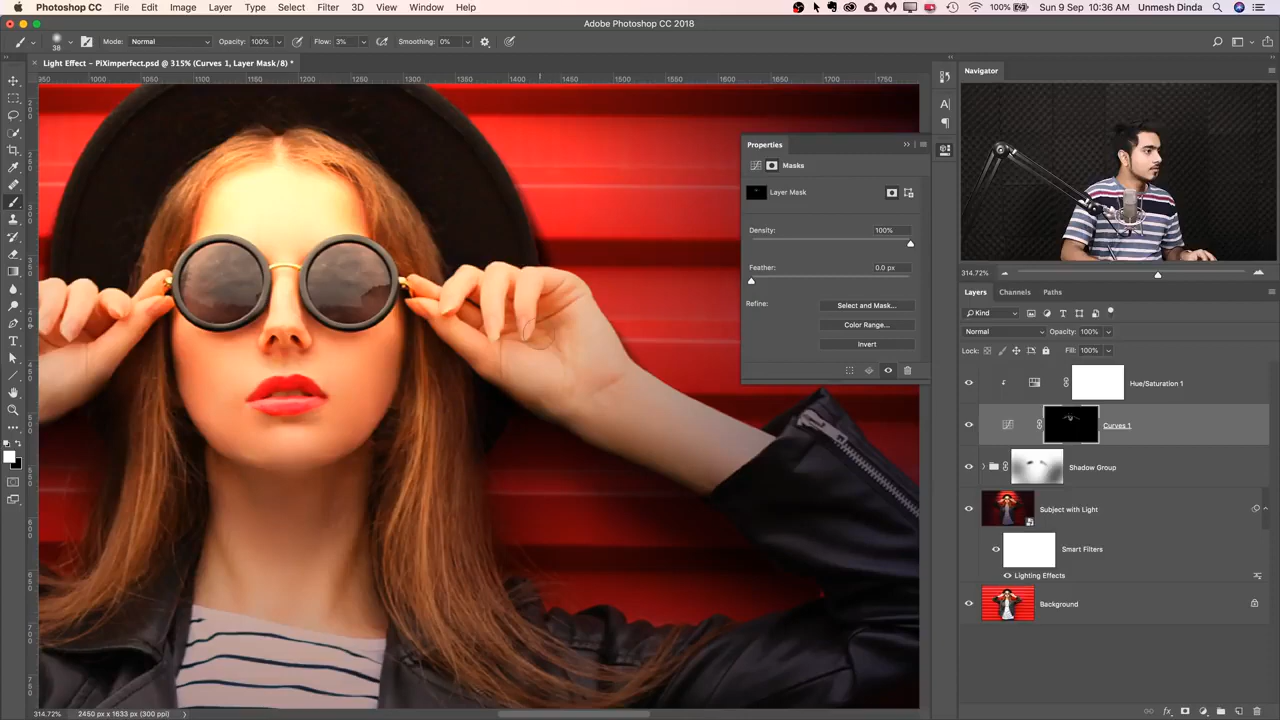 Photoshop CC File Edit Image Layer Type Select Filter 3D View Window Help 100% Sun 9 Sep 10:36 AM Unmesh Dinda
Adobe Photoshop CC 2018
38 Mode: Normal Opacity: 100% Flow: 3% Smoothing: 0%
Light Effect – PiXimperfect.psd @ 315% (Curves 1, Layer Mask/8) *
950 1000 1050 1100 1150 1200 1250 1300 1350 1400 1450 1500 1550 1600 1650 1700 1750
Navigator
314.72%
Properties
Masks
Layer Mask
Density: 100%
Feather: 0.0 px
Refine: Select and Mask...
Color Range...
Invert
Layers Channels Paths
Kind
Normal Opacity: 100%
Lock: Fill: 100%
Hue/Saturation 1
Curves 1
Shadow Group
Subject with Light
Smart Filters
Lighting Effects
Background
fx
314.72% 2450 px x 1633 px (300 ppi)